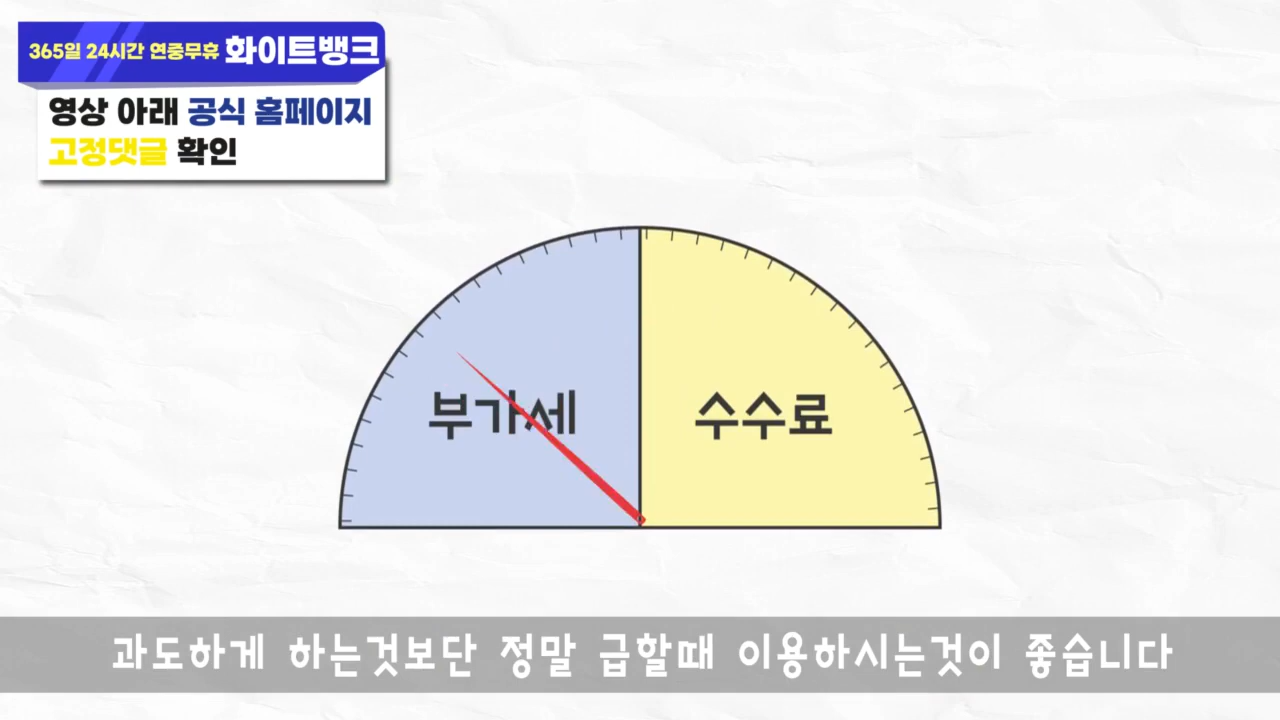 365일 24시간 연중무휴 화이트뱅크
영상 아래 공식 홈페이지
고정댓글 확인
부가세
수수료
과도하게 하는것보단 정말 급할때 이용하시는것이 좋습니다